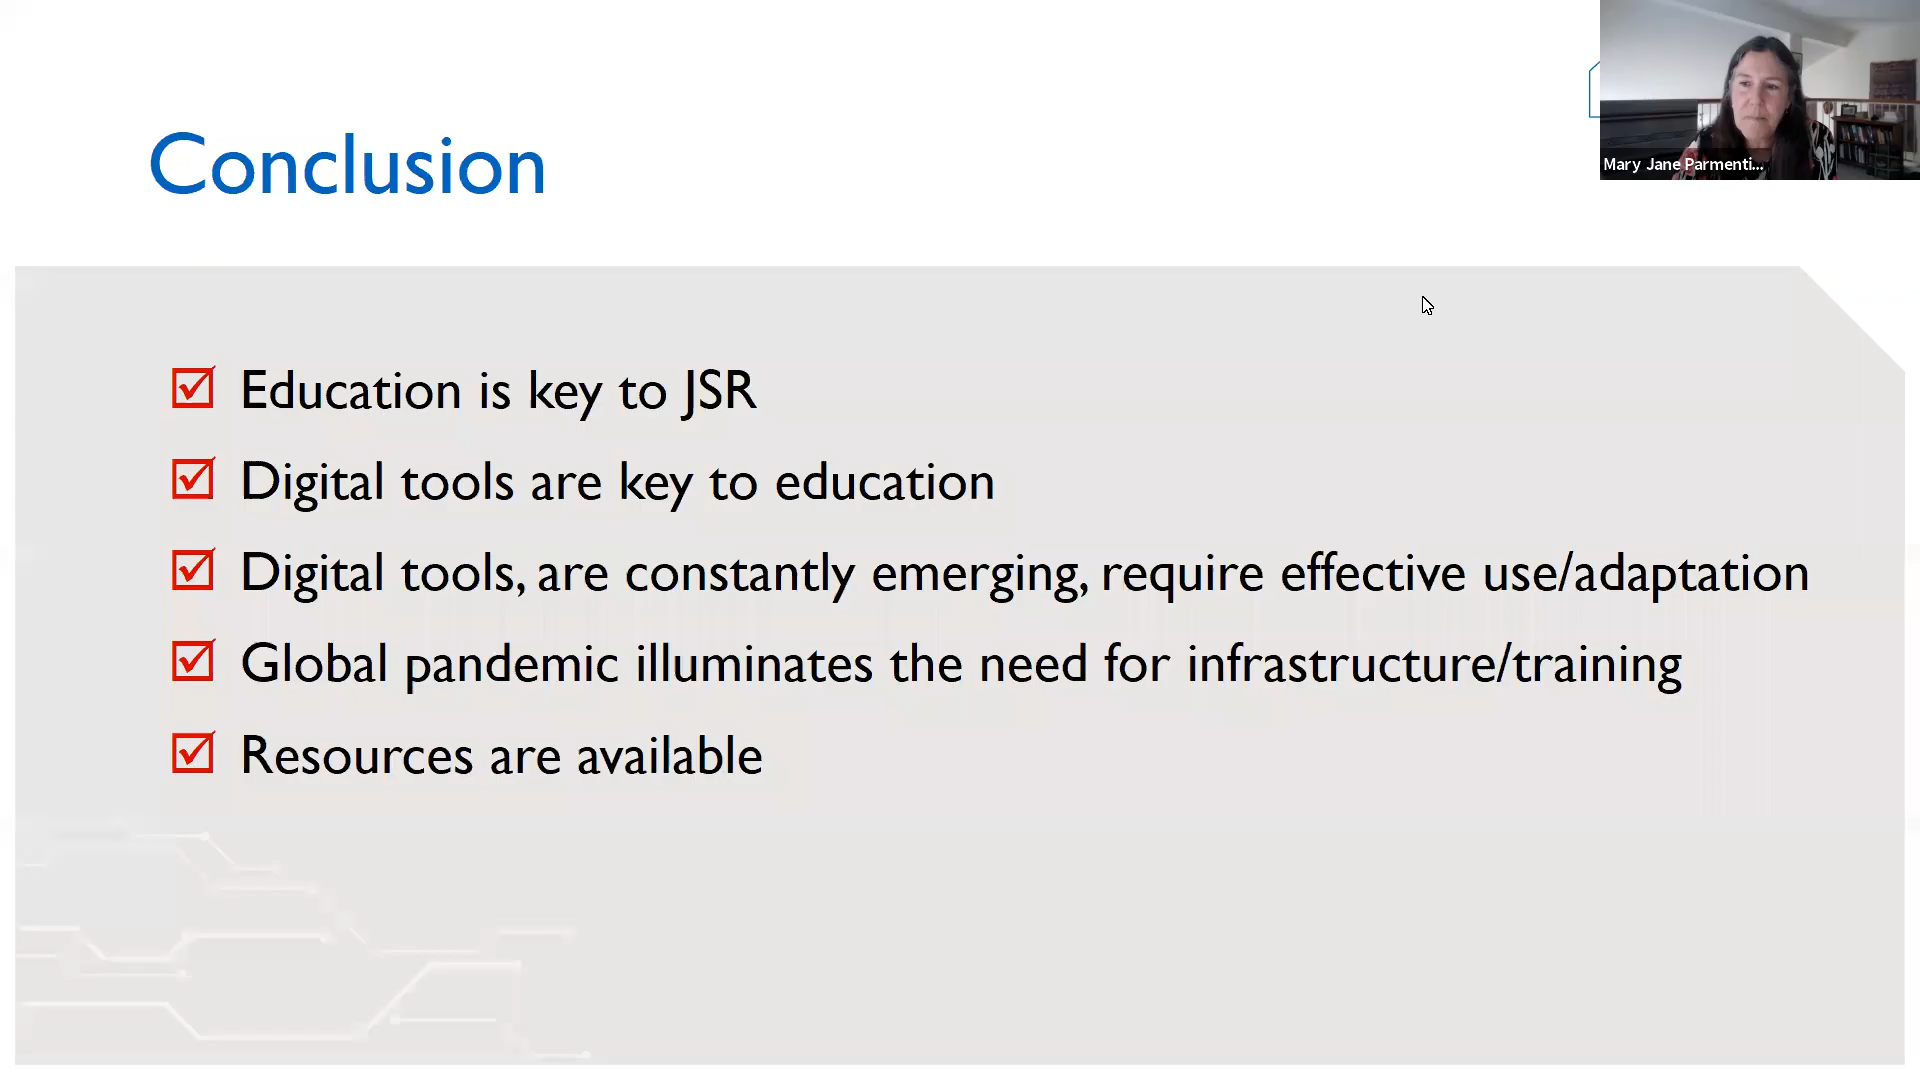 Conclusion
Mary Jane Parmenti...
Education is key to JSR
Digital tools are key to education
Digital tools, are constantly emerging, require effective use/adaptation
Global pandemic illuminates the need for infrastructure/training
Resources are available